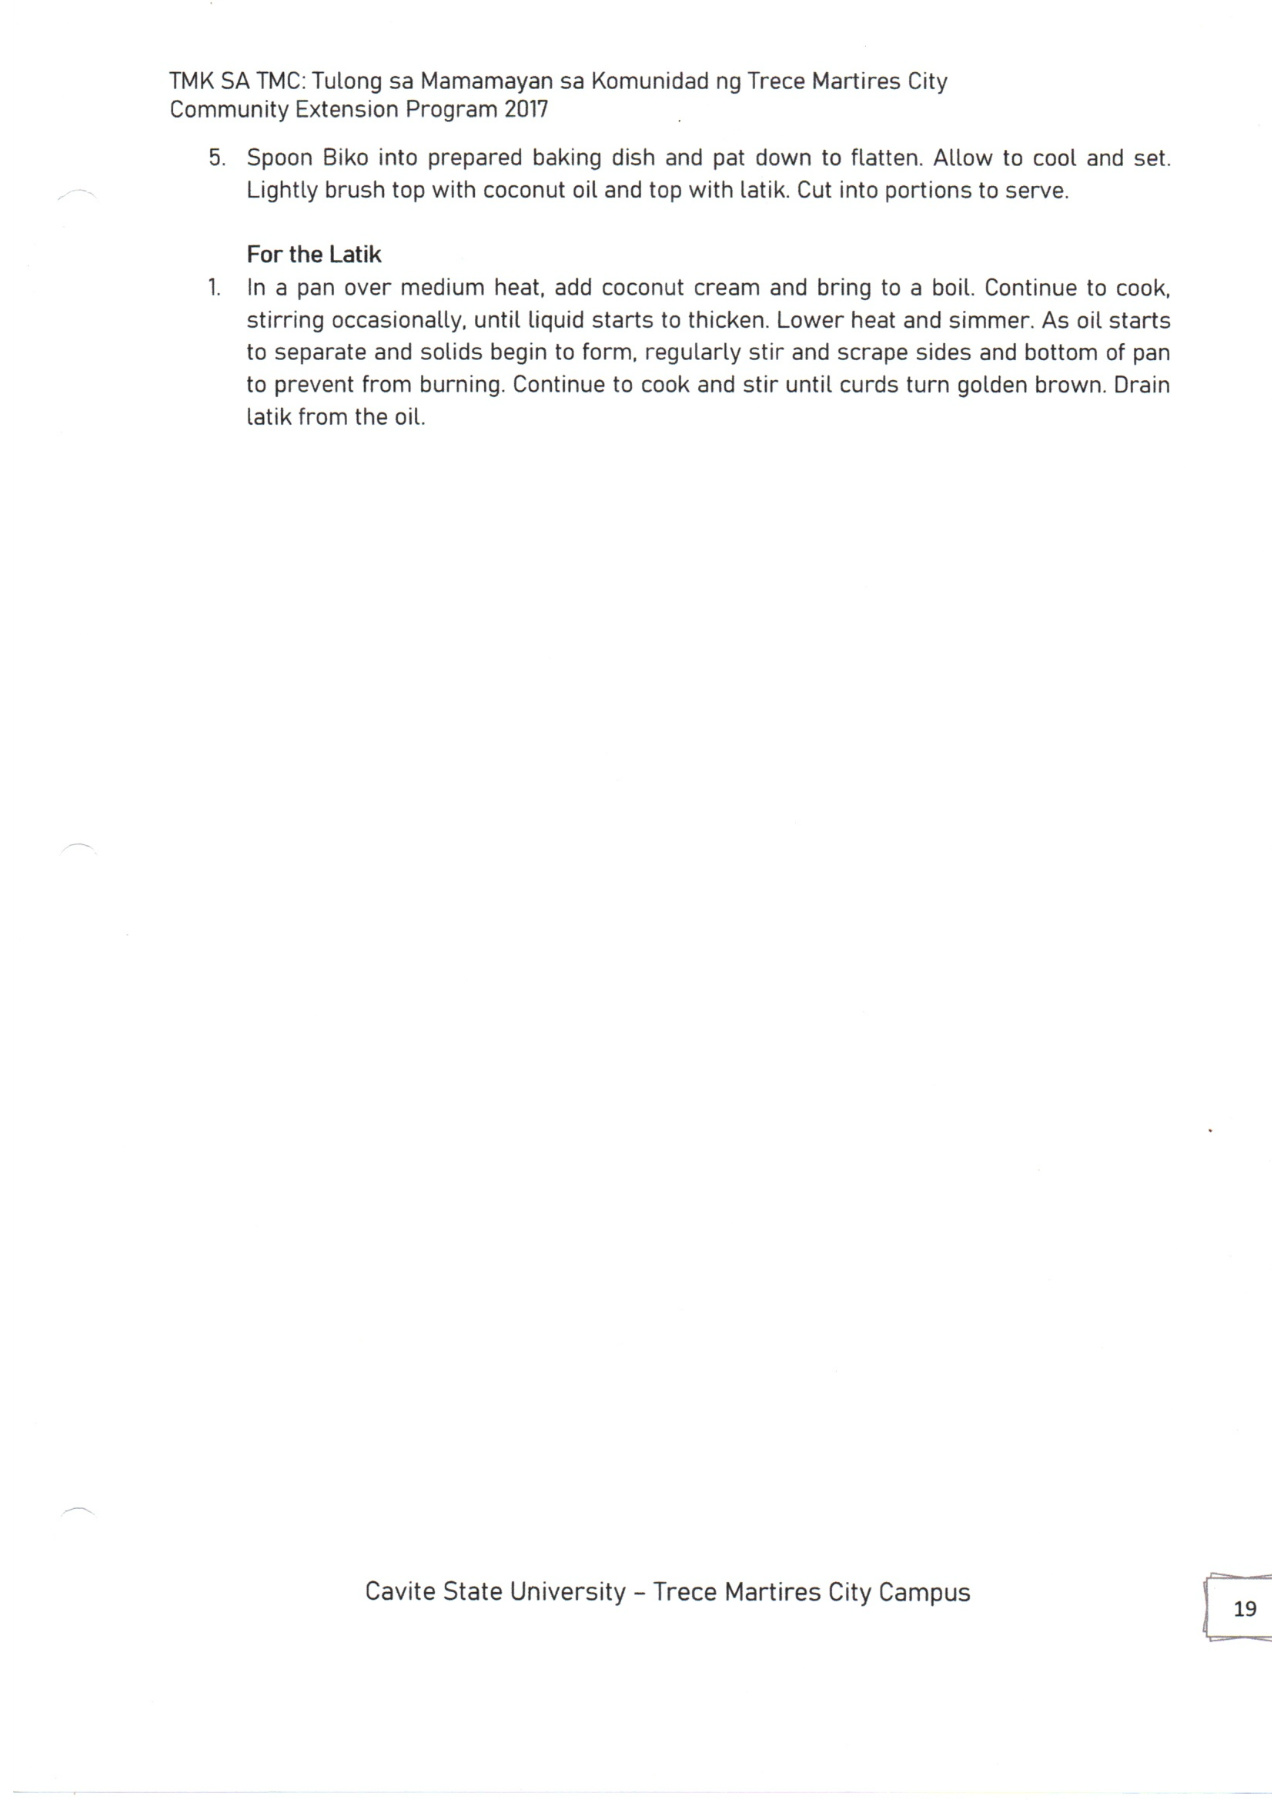 TMK SA TMC: Tulong sa Mamamayan sa Komunidad ng Trece Martires City
Community Extension Program 2017
5. Spoon Biko into prepared baking dish and pat down to flatten. Allow to cool and set.
Lightly brush top with coconut oil and top with latik. Cut into portions to serve.
For the Latik
1. In a pan over medium heat, add coconut cream and bring to a boil. Continue to cook,
stirring occasionally, until liquid starts to thicken. Lower heat and simmer. As oil starts
to separate and solids begin to form, regularly stir and scrape sides and bottom of pan
to prevent from burning. Continue to cook and stir until curds turn golden brown. Drain
latik from the oil.
Cavite State University – Trece Martires City Campus
19